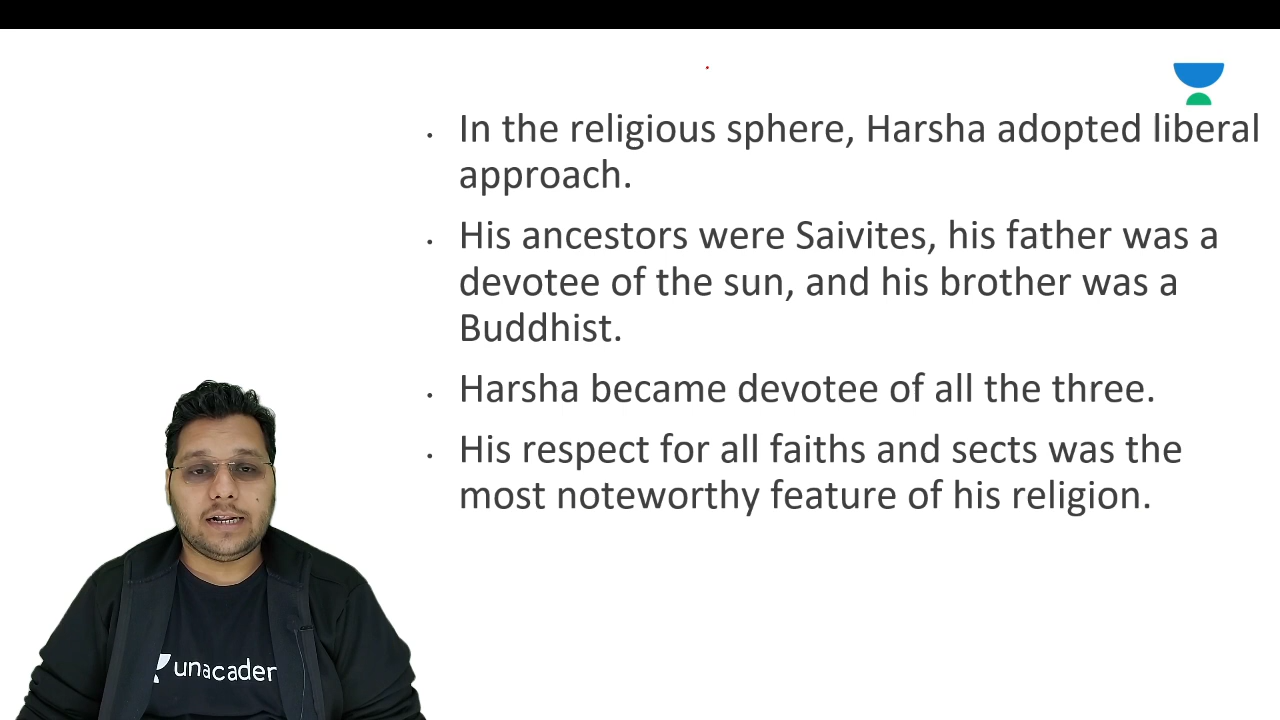 In the religious sphere, Harsha adopted liberal
approach.
His ancestors were Saivites, his father was a
devotee of the sun, and his brother was a
Buddhist.
Harsha became devotee of all the three.
His respect for all faiths and sects was the
most noteworthy feature of his religion.
unacader